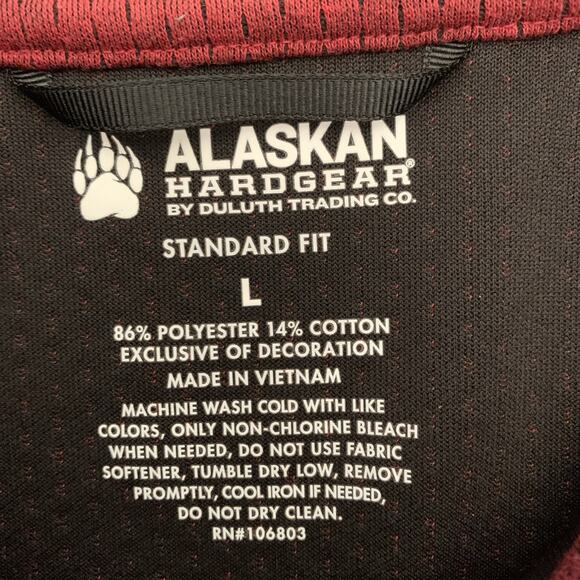 ALASKAN
HARDGEAR®
BY DULUTH TRADING CO.
STANDARD FIT
L
86% POLYESTER 14% COTTON
EXCLUSIVE OF DECORATION
MADE IN VIETNAM
MACHINE WASH COLD WITH LIKE
COLORS, ONLY NON-CHLORINE BLEACH
WHEN NEEDED, DO NOT USE FABRIC
SOFTENER, TUMBLE DRY LOW, REMOVE
PROMPTLY, COOL IRON IF NEEDED,
DO NOT DRY CLEAN.
RN#106803